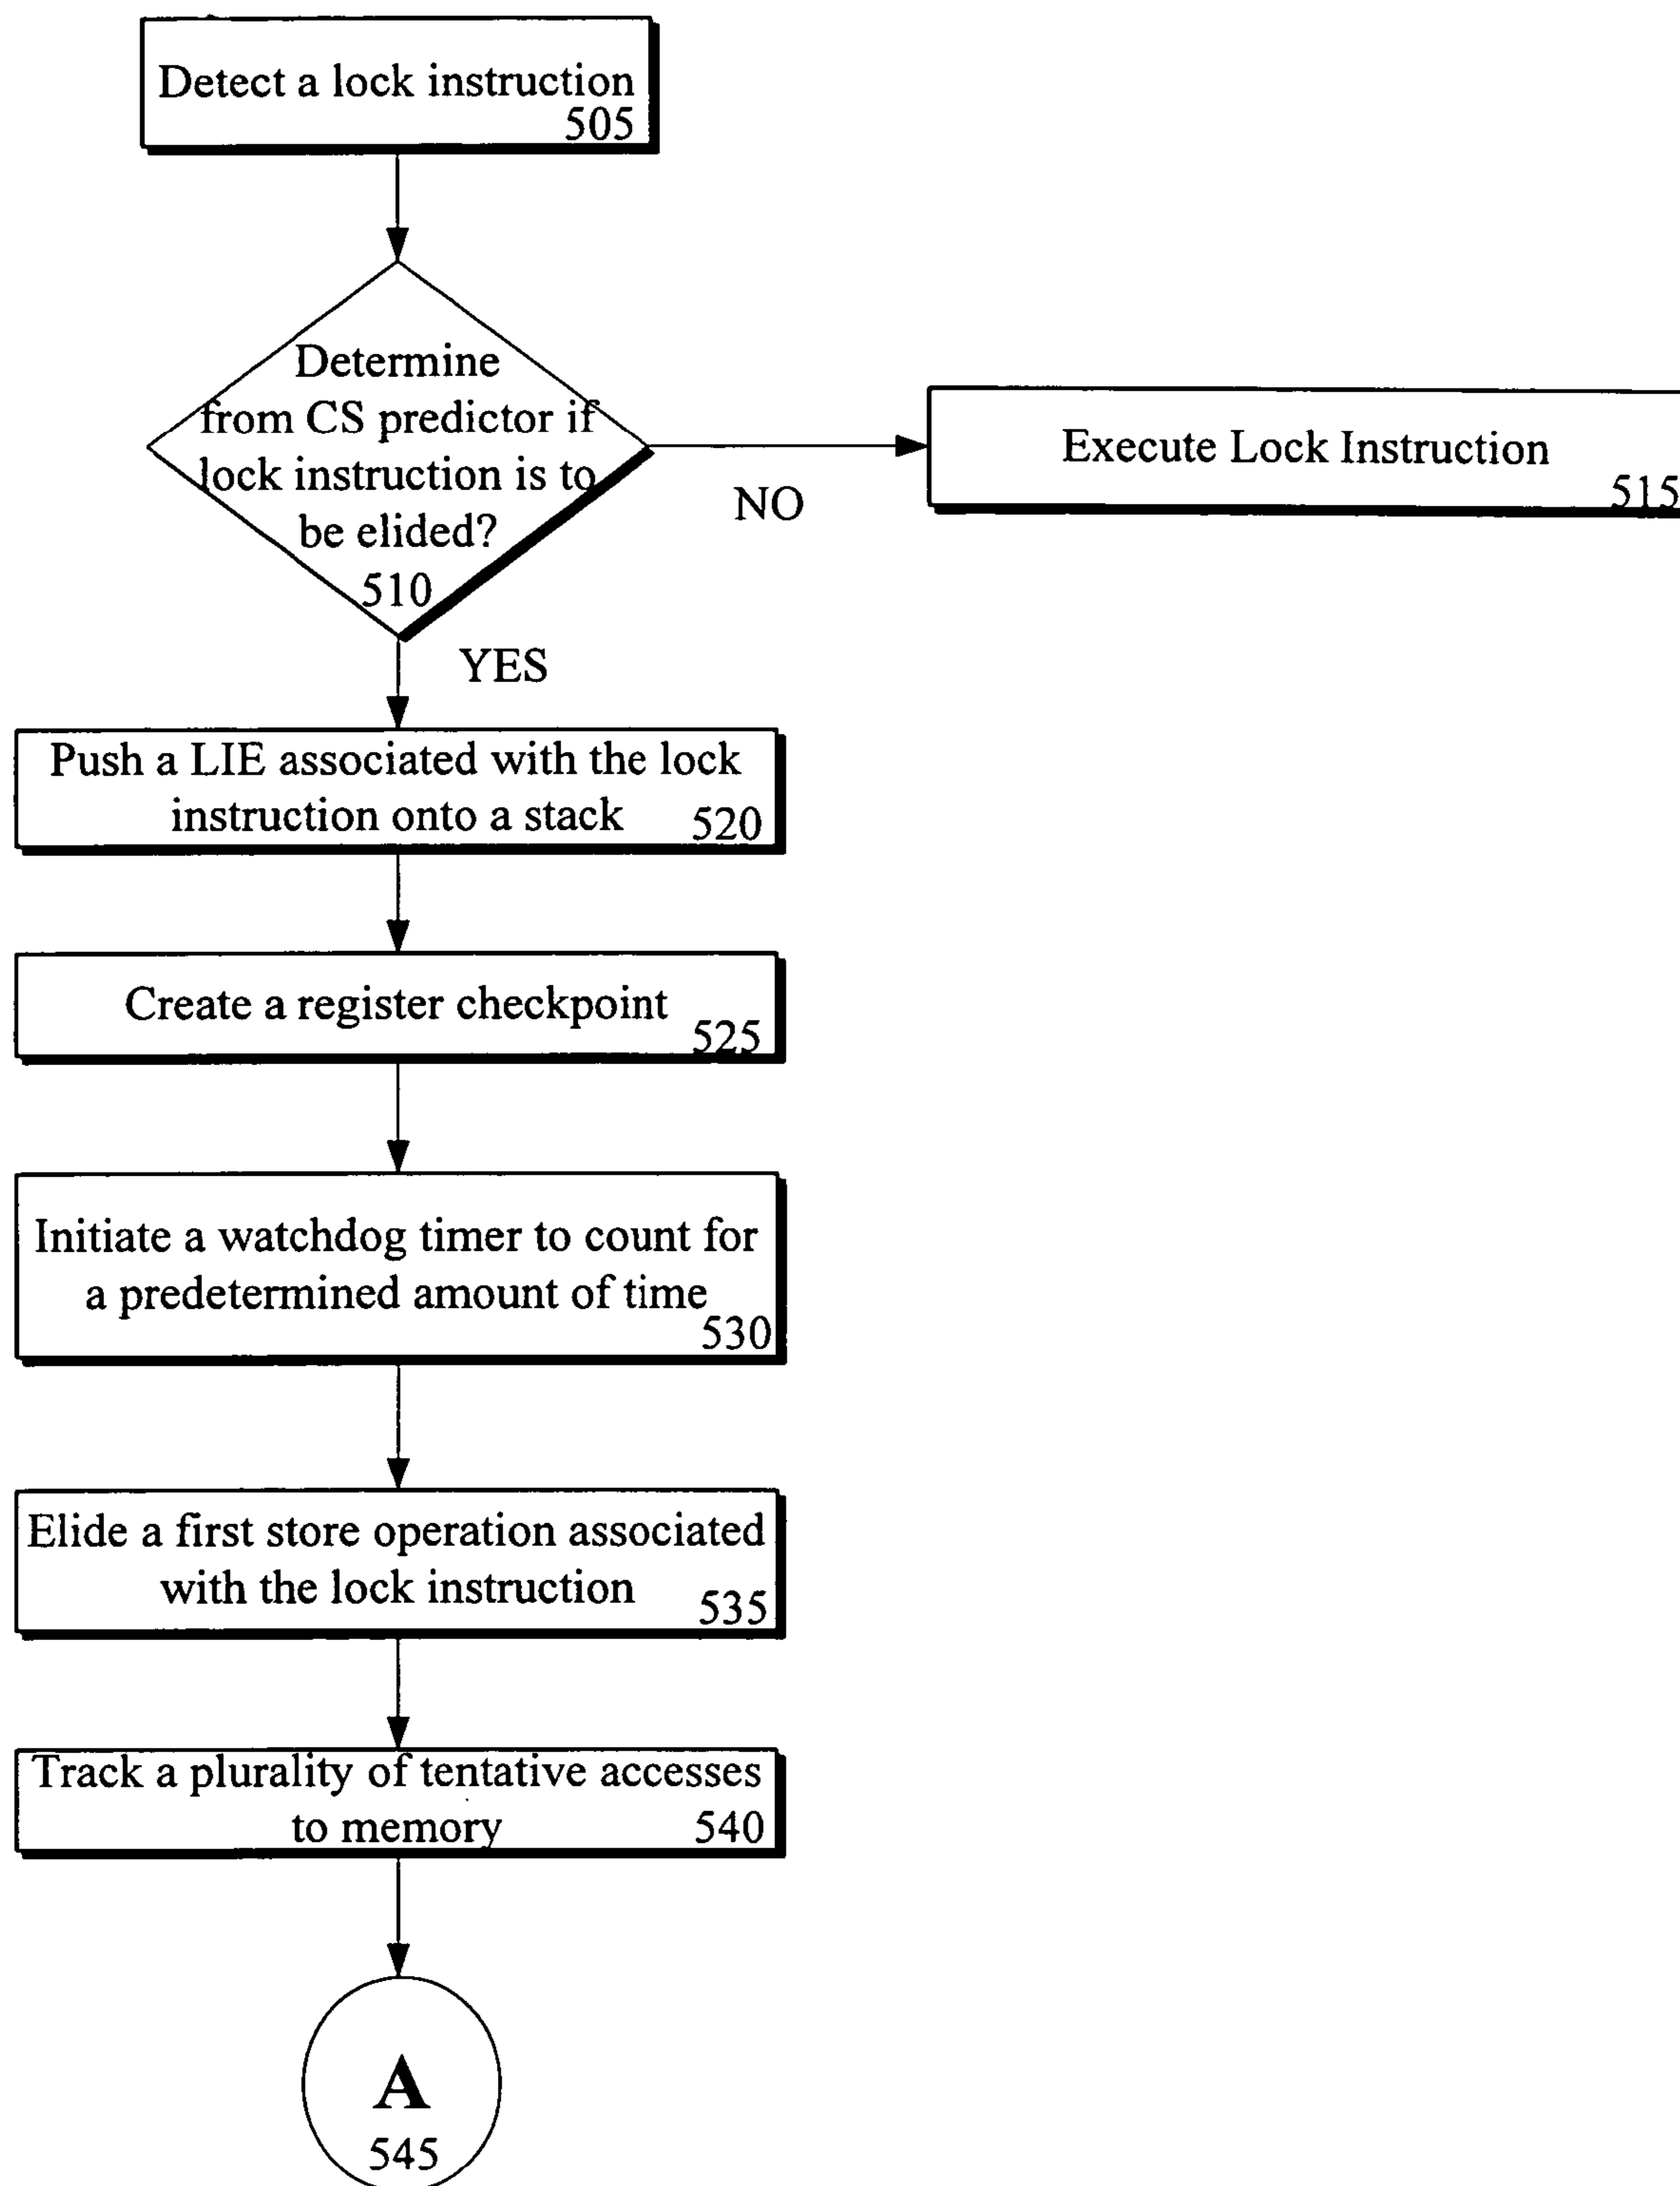 Detect a lock instruction
505
Determine
from CS predictor if
lock instruction is to
be elided?
510
NO
Execute Lock Instruction
515
YES
Push a LIE associated with the lock
instruction onto a stack 520
Create a register checkpoint
525
Initiate a watchdog timer to count for
a predetermined amount of time
530
Elide a first store operation associated
with the lock instruction 535
Track a plurality of tentative accesses
to memory 540
A
545